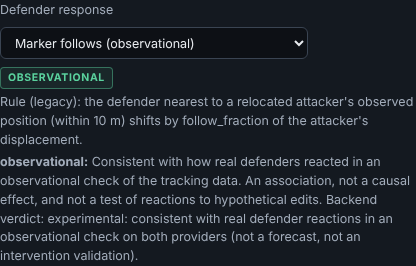 Defender response
Marker follows (observational)
OBSERVATIONAL
Rule (legacy): the defender nearest to a relocated attacker's observed
position (within 10 m) shifts by follow_fraction of the attacker's
displacement.
observational: Consistent with how real defenders reacted in an
observational check of the tracking data. An association, not a causal
effect, and not a test of reactions to hypothetical edits. Backend
verdict: experimental: consistent with real defender reactions in an
observational check on both providers (not a forecast, not an
intervention validation).